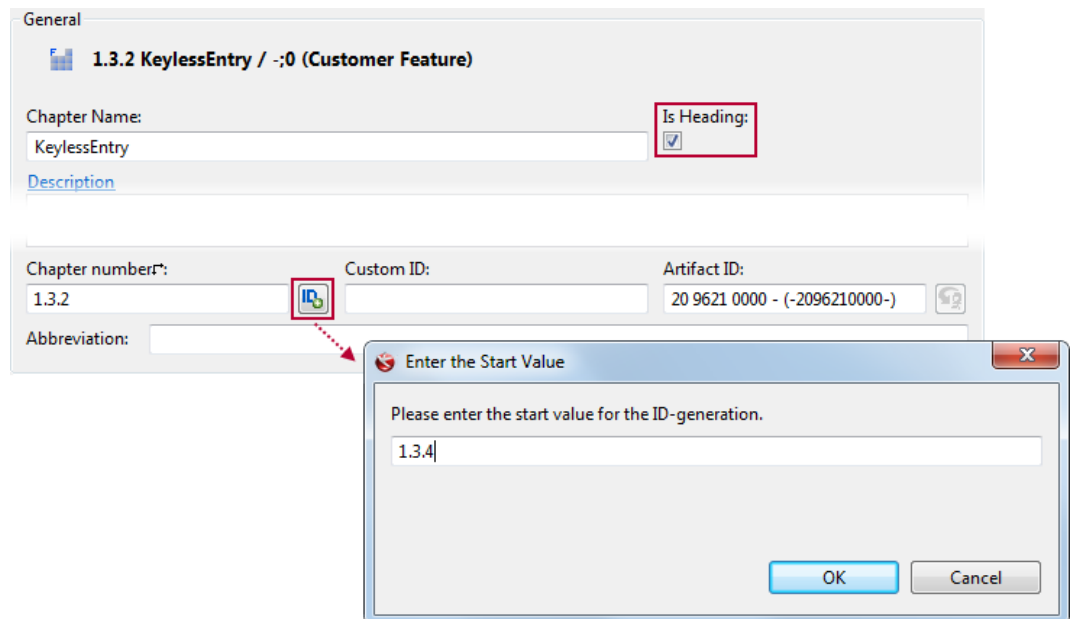 General
1.3.2 KeylessEntry / -;0 (Customer Feature)
Chapter Name: Is Heading:
KeylessEntry
Description
Chapter number: Custom ID: Artifact ID:
1.3.2 ID 20 9621 0000 - (-2096210000-)
Abbreviation:
Enter the Start Value
Please enter the start value for the ID-generation.
1.3.4
OK Cancel